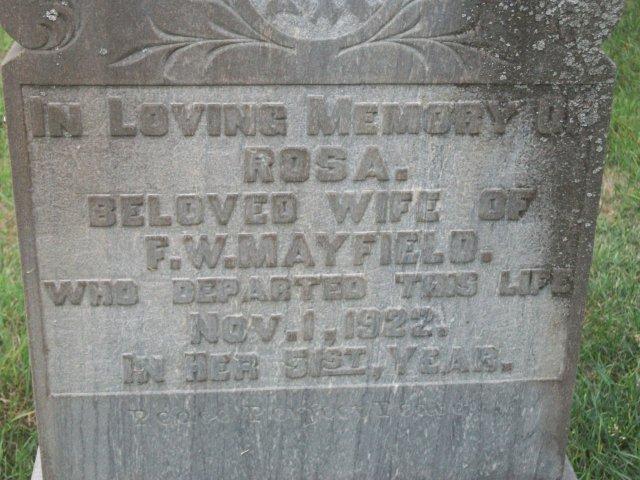 IN LOVING MEMORY O
ROSA.
BELOVED WIFE OF
F.W.MAYFIELD.
WHO DEPARTED THIS LIFE
NOV.1,1922.
IN HER 51ST,YEAR.